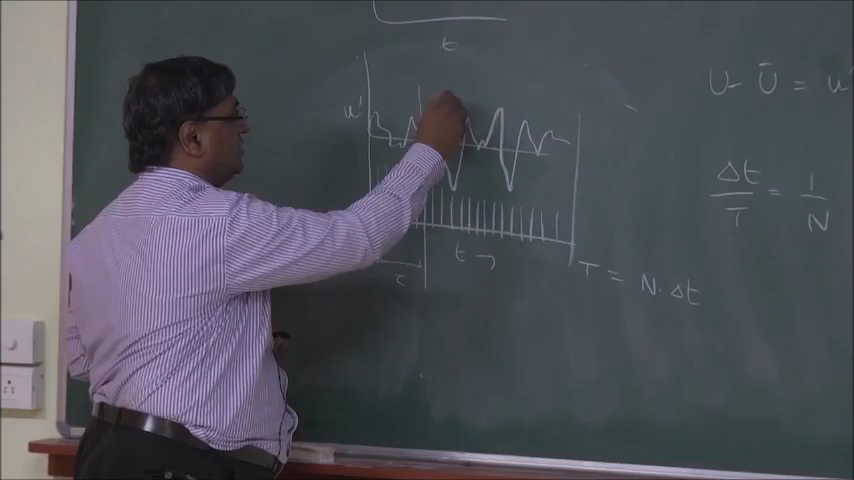 t
u'
U - Ū = u'
Δt/T = 1/N
t →
τ
T = N. Δt